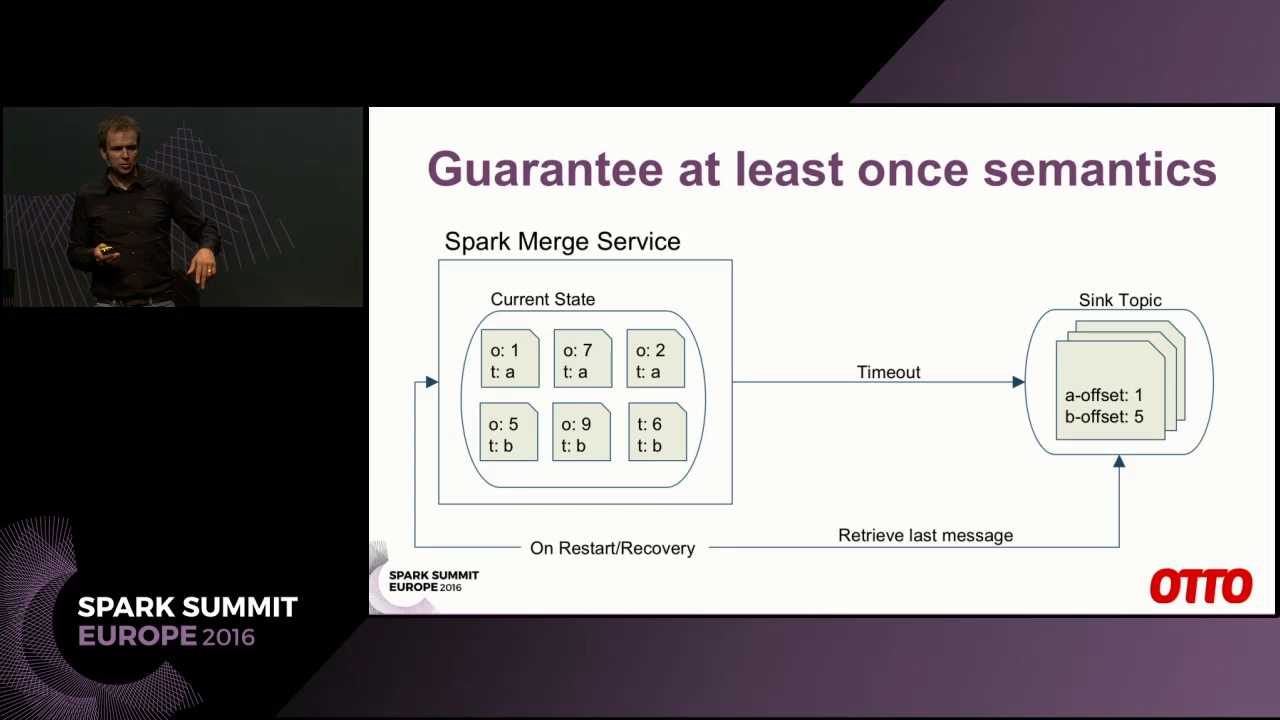 Guarantee at least once semantics
Spark Merge Service
Current State
o: 1
t: a
o: 7
t: a
o: 2
t: a
o: 5
t: b
o: 9
t: b
t: 6
t: b
Timeout
Sink Topic
a-offset: 1
b-offset: 5
On Restart/Recovery
Retrieve last message
SPARK SUMMIT
EUROPE 2016
OTTO
SPARK SUMMIT
EUROPE 2016